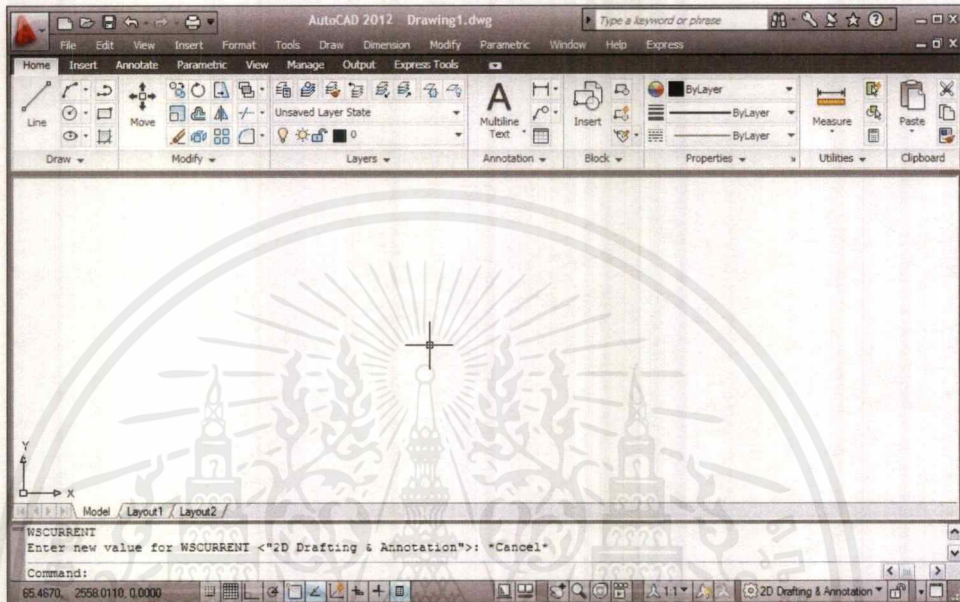 AutoCAD 2012 Drawing1.dwg Type a keyword or phrase
File Edit View Insert Format Tools Draw Dimension Modify Parametric Window Help Express
Home Insert Annotate Parametric View Manage Output Express Tools
Line Move Unsaved Layer State 0 A Multiline Text Insert ByLayer ByLayer ByLayer Measure Paste
Draw Modify Layers Annotation Block Properties Utilities Clipboard
Y
X
Model Layout1 Layout2
WSCURRENT
Enter new value for WSCURRENT <"2D Drafting & Annotation">: *Cancel*
Command:
65.4670, 2558.0110, 0.0000 1:1 2D Drafting & Annotation